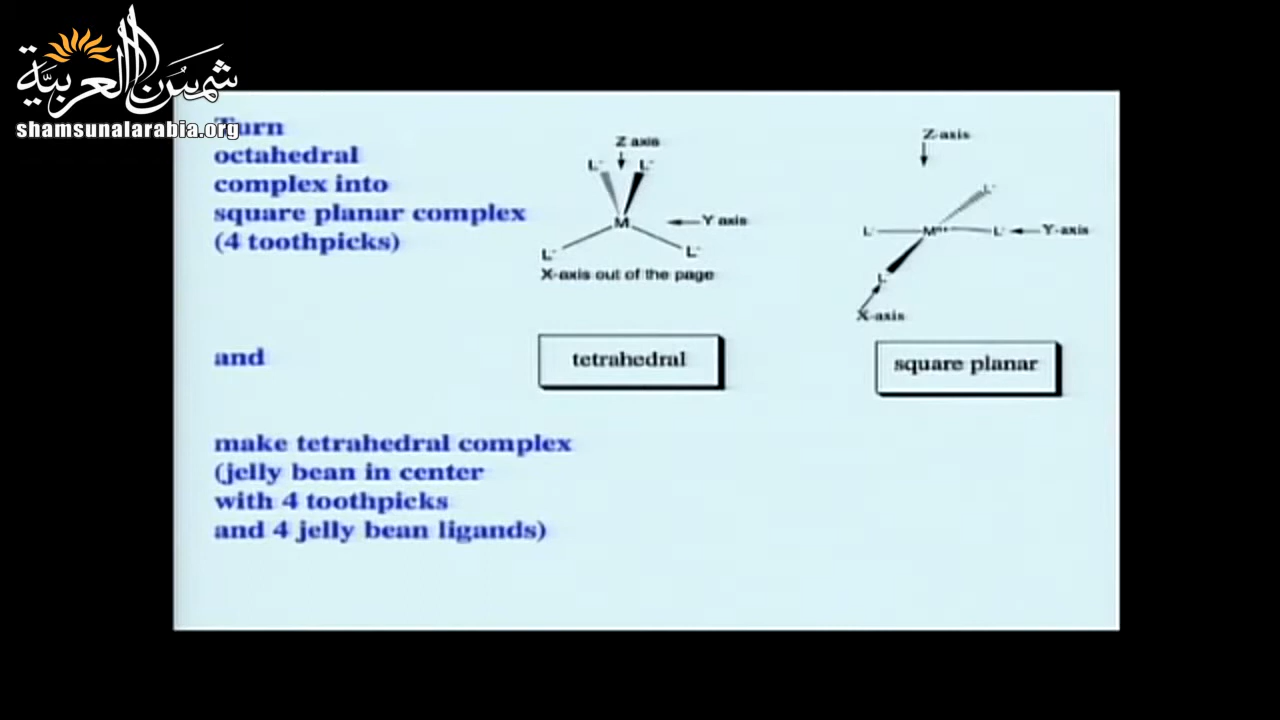 شمس العربية
shamsunalarabia.org
Turn
octahedral
complex into
square planar complex
(4 toothpicks)
and
make tetrahedral complex
(jelly bean in center
with 4 toothpicks
and 4 jelly bean ligands)
Z axis
L⁻ L⁻
M
Y axis
L⁻ L⁻
X-axis out of the page
tetrahedral
Z-axis
L⁻
L⁻ Mⁿ⁺ L⁻ Y-axis
L⁻
X-axis
square planar